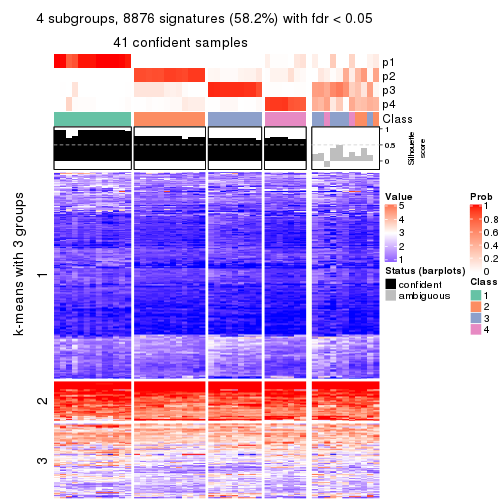 4 subgroups, 8876 signatures (58.2%) with fdr < 0.05
41 confident samples
p1
p2
p3
p4
Class
1
0.5
0
Silhouette
score
k-means with 3 groups
1
2
3
Value
5
4
3
2
1
Status (barplots)
confident
ambiguous
Prob
1
0.8
0.6
0.4
0.2
0
Class
1
2
3
4